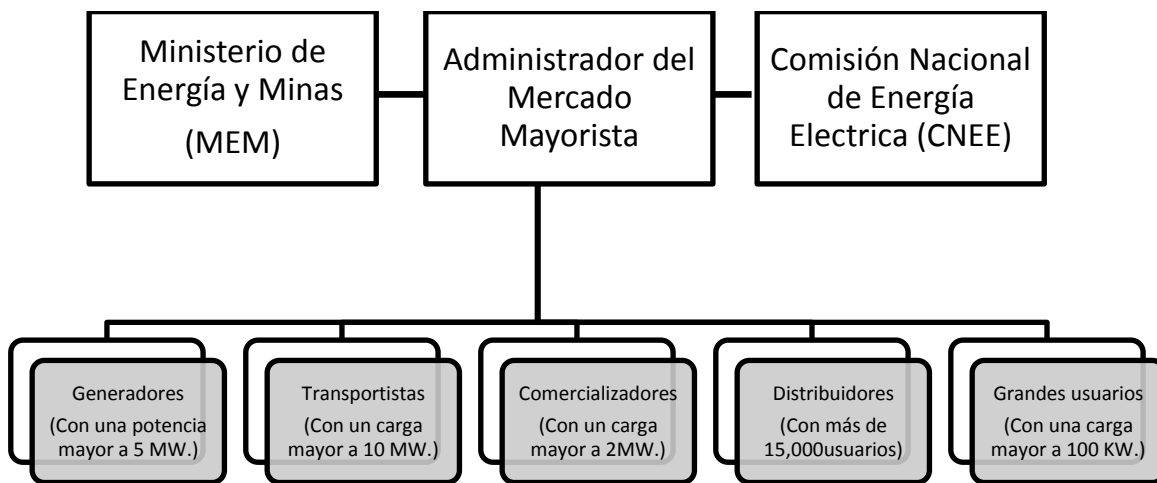 Ministerio de
Energía y Minas
(MEM)
Administrador del
Mercado
Mayorista
Comisión Nacional
de Energía
Electrica (CNEE)
Generadores
(Con una potencia
mayor a 5 MW.)
Transportistas
(Con un carga
mayor a 10 MW.)
Comercializadores
(Con un carga
mayor a 2MW.)
Distribuidores
(Con más de
15,000usuarios)
Grandes usuarios
(Con una carga
mayor a 100 KW.)